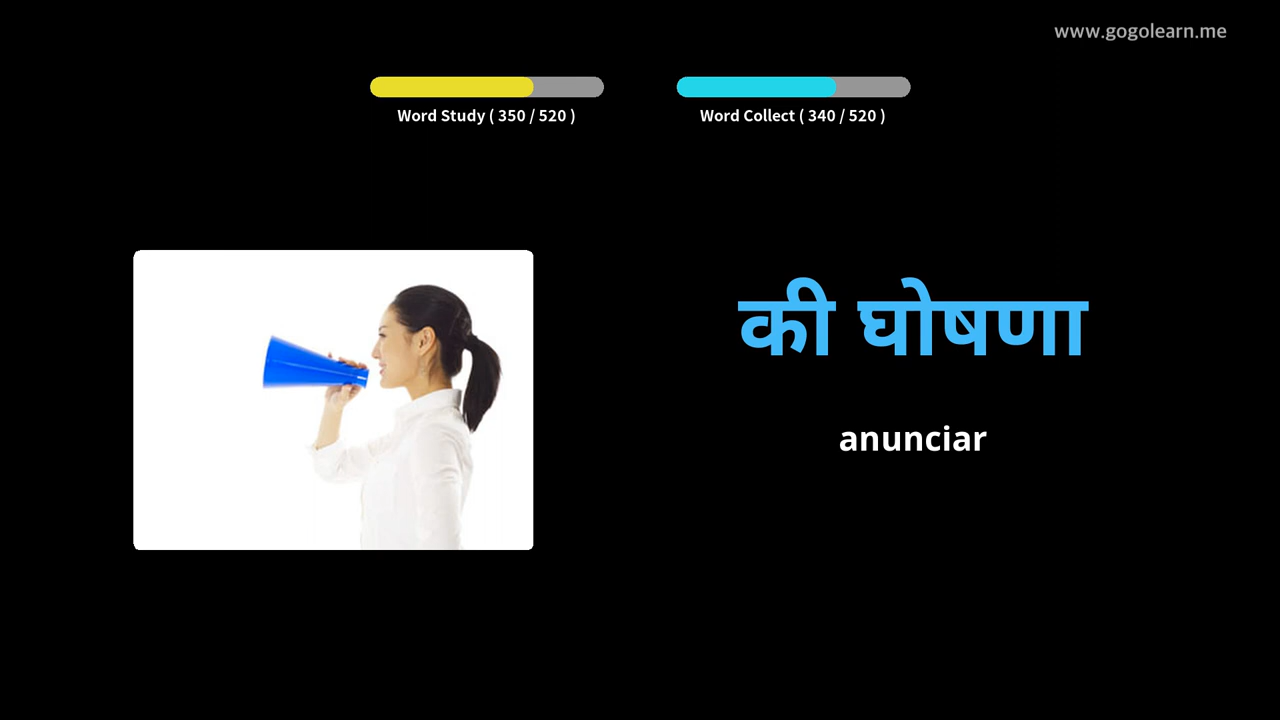 www.gogolearn.me
Word Study ( 350 / 520 )
Word Collect ( 340 / 520 )
की घोषणा
anunciar